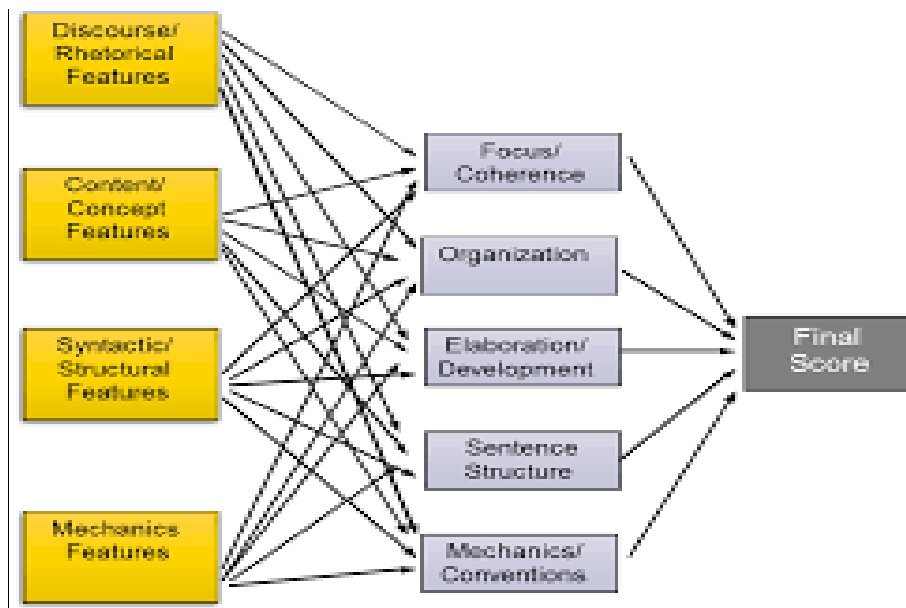 Discourse/
Rhetorical
Features
Content/
Concept
Features
Syntactic/
Structural
Features
Mechanics
Features
Focus/
Coherence
Organization
Elaboration/
Development
Sentence
Structure
Mechanics/
Conventions
Final
Score